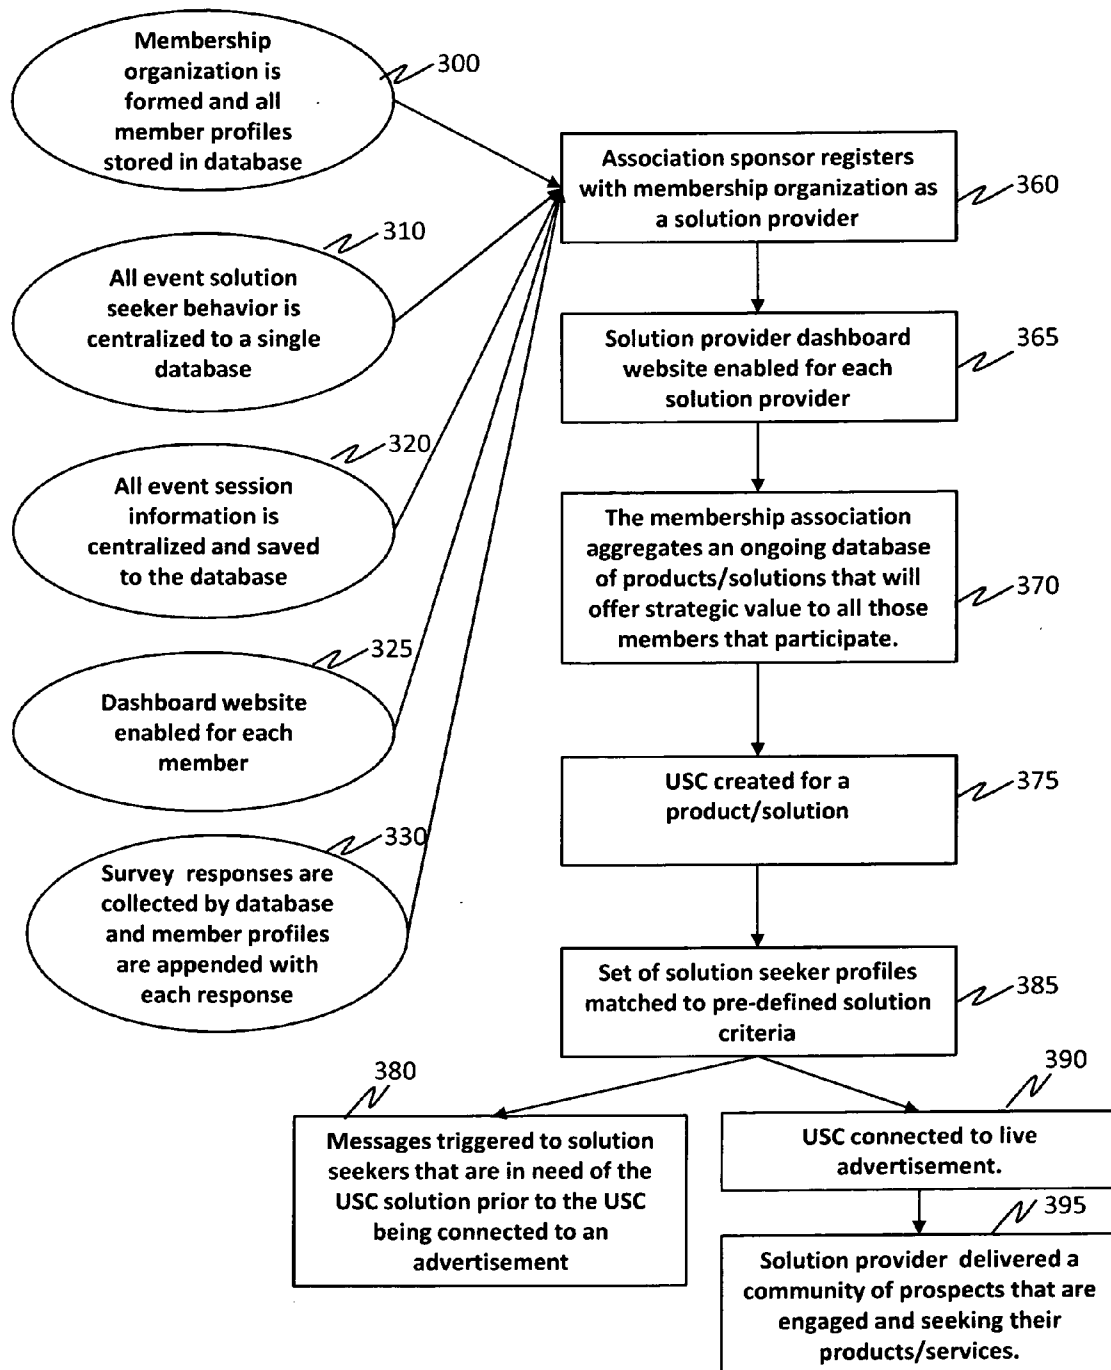 Membership
organization is
formed and all
member profiles
stored in database
300
310
All event solution
seeker behavior is
centralized to a single
database
320
All event session
information is
centralized and saved
to the database
325
Dashboard website
enabled for each
member
330
Survey responses are
collected by database
and member profiles
are appended with
each response
Association sponsor registers
with membership organization as
a solution provider
360
Solution provider dashboard
website enabled for each
solution provider
365
The membership association
aggregates an ongoing database
of products/solutions that will
offer strategic value to all those
members that participate.
370
USC created for a
product/solution
375
Set of solution seeker profiles
matched to pre-defined solution
criteria
385
380
Messages triggered to solution
seekers that are in need of the
USC solution prior to the USC
being connected to an
advertisement
390
USC connected to live
advertisement.
395
Solution provider delivered a
community of prospects that are
engaged and seeking their
products/services.